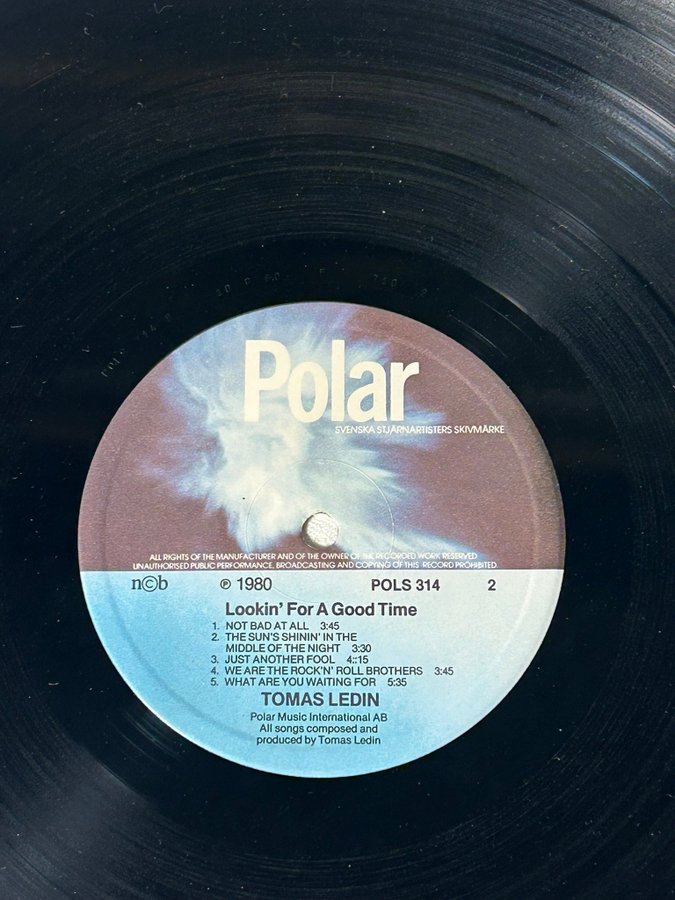 Polar
SVENSKA STJÄRNARTISTERS SKIVMÄRKE
ALL RIGHTS OF THE MANUFACTURER AND OF THE OWNER OF THE RECORDED WORK RESERVED
UNAUTHORISED PUBLIC PERFORMANCE, BROADCASTING AND COPYING OF THIS RECORD PROHIBITED
n©b ℗ 1980 POLS 314 2
Lookin' For A Good Time
1. NOT BAD AT ALL 3:45
2. THE SUN'S SHININ' IN THE
MIDDLE OF THE NIGHT 3:30
3. JUST ANOTHER FOOL 4::15
4. WE ARE THE ROCK'N' ROLL BROTHERS 3:45
5. WHAT ARE YOU WAITING FOR 5:35
TOMAS LEDIN
Polar Music International AB
All songs composed and
produced by Tomas Ledin